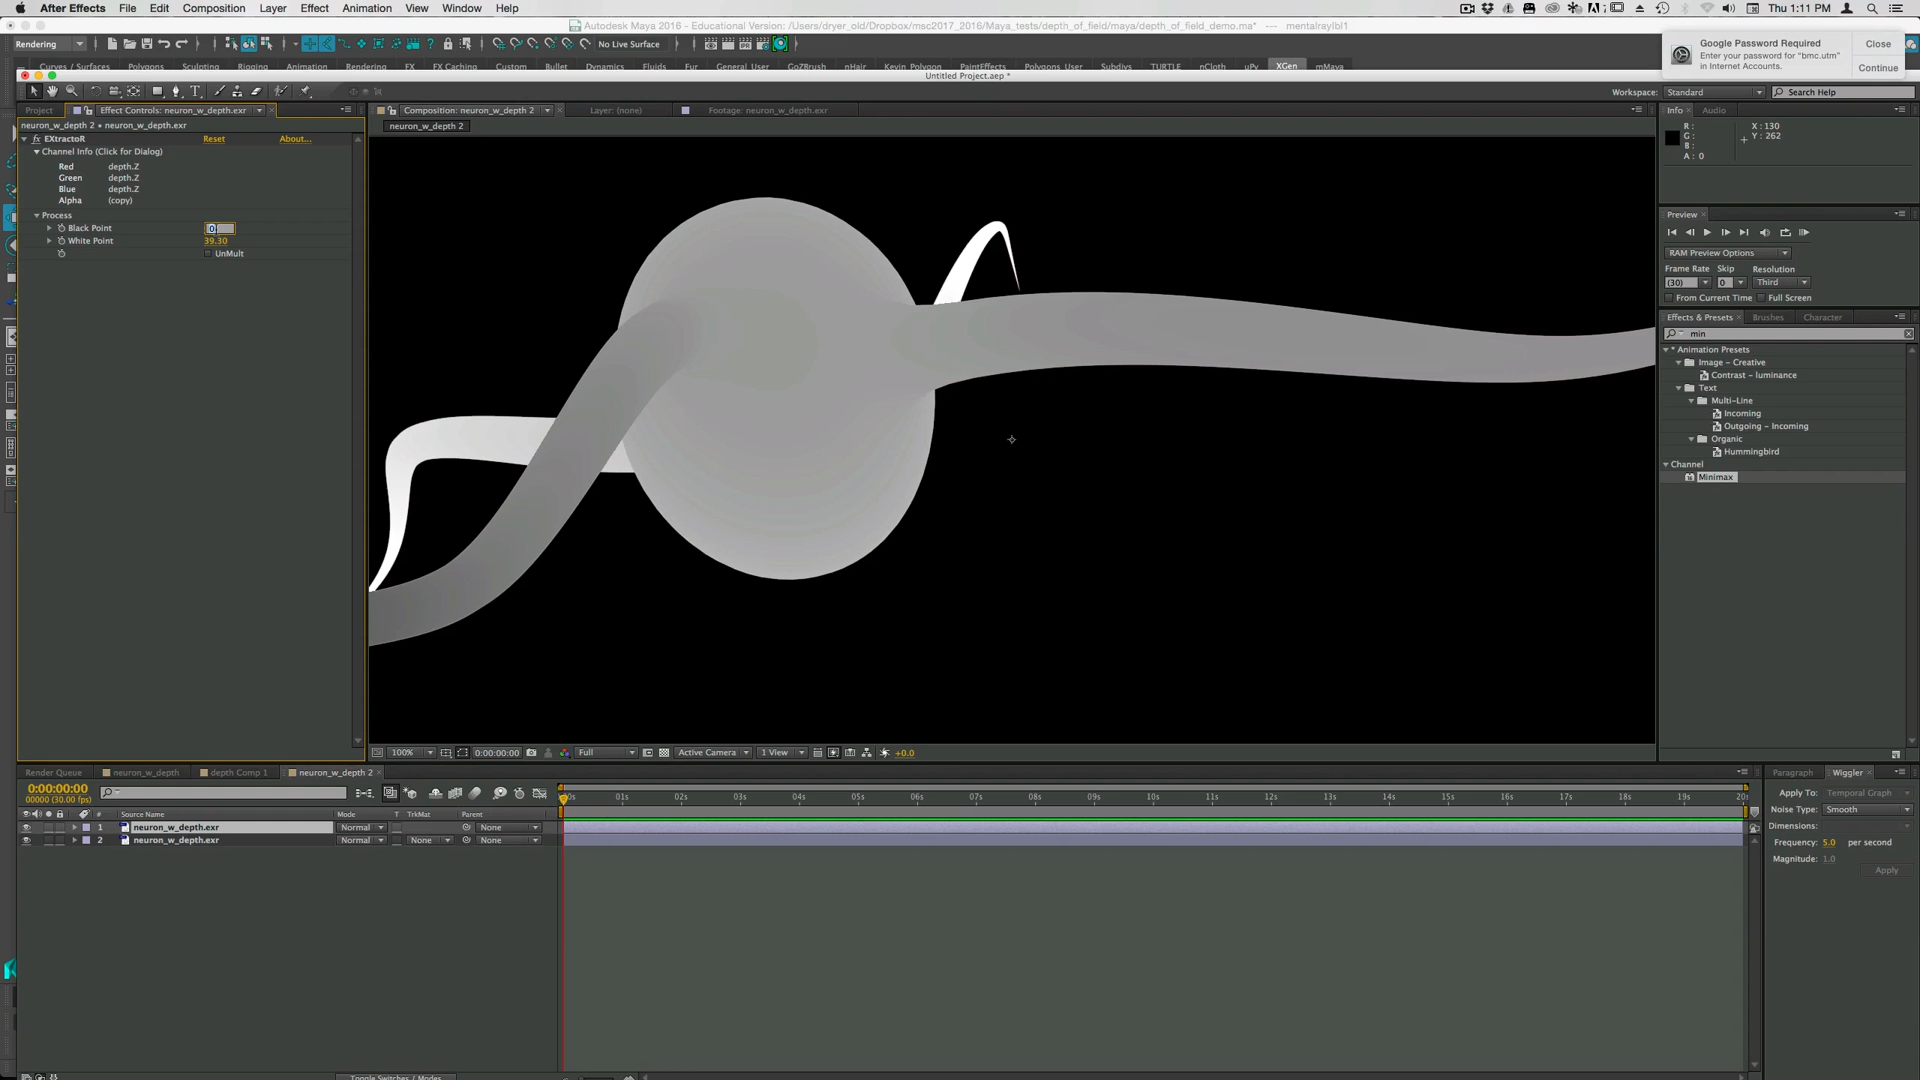 After Effects File Edit Composition Layer Effect Animation View Window Help
Thu 1:11 PM
Autodesk Maya 2016 - Educational Version: /Users/dryer_old/Dropbox/msc2017_2016/Maya_tests/depth_of_field/maya/depth_of_field_demo.ma* --- mentalraylbl1
Rendering
No Live Surface
Google Password Required
Enter your password for "bmc.utm"
in Internet Accounts.
Close
Continue
Curves / Surfaces Polygons Sculpting Rigging Animation Rendering FX FX Caching Custom Bullet Dynamics Fluids Fur General_User GoZBrush nHair Kevin_Polygon PaintEffects Polygons_User Subdivs TURTLE nCloth uPy XGen mMaya
Untitled Project.aep *
Workspace: Standard
Search Help
Project
Effect Controls: neuron_w_depth.exr
Composition: neuron_w_depth 2
Layer: (none)
Footage: neuron_w_depth.exr
neuron_w_depth 2 • neuron_w_depth.exr
neuron_w_depth 2
fx EXtractoR Reset About...
Channel Info (Click for Dialog)
Red depth.Z
Green depth.Z
Blue depth.Z
Alpha (copy)
Process
Black Point 0
White Point 39.30
UnMult
Info Audio
R :
G :
B :
A : 0
X : 130
Y : 262
Preview
RAM Preview Options
Frame Rate Skip Resolution
(30) 0 Third
From Current Time Full Screen
Effects & Presets Brushes Character
min
* Animation Presets
Image - Creative
Contrast - luminance
Text
Multi-Line
Incoming
Outgoing - Incoming
Organic
Hummingbird
Channel
Minimax
100% 0:00:00:00 Full Active Camera 1 View +0.0
Render Queue neuron_w_depth depth Comp 1 neuron_w_depth 2
0:00:00:00
00000 (30.00 fps)
01s 02s 03s 04s 05s 06s 07s 08s 09s 10s 11s 12s 13s 14s 15s 16s 17s 18s 19s
# Source Name Mode T TrkMat Parent
1 neuron_w_depth.exr Normal None
2 neuron_w_depth.exr Normal None None
Toggle Switches / Modes
Paragraph Wiggler
Apply To: Temporal Graph
Noise Type: Smooth
Dimensions:
Frequency: 5.0 per second
Magnitude: 1.0
Apply